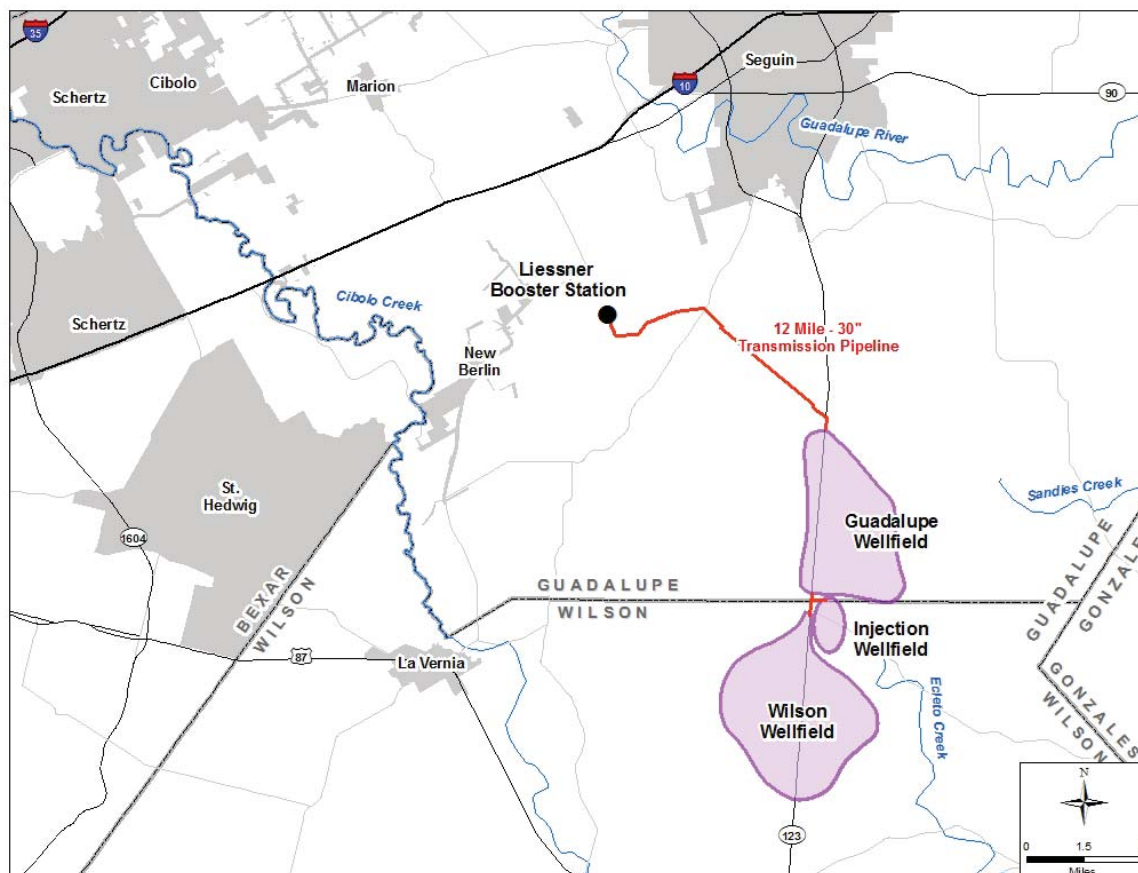 35
Cibolo
Schertz
Marion
Seguin
10
90
Guadalupe River
Liessner
Booster Station
Cibolo Creek
Schertz
12 Mile - 30"
Transmission Pipeline
New
Berlin
St.
Hedwig
Sandies Creek
Guadalupe
Wellfield
1604
GUADALUPE
WILSON
BEXAR
WILSON
GUADALUPE
GONZALE
Injection
Wellfield
87
La Vernia
Wilson
Wellfield
Ecleto Creek
GONZALES
WILSON
123
N
0 1.5
Miles